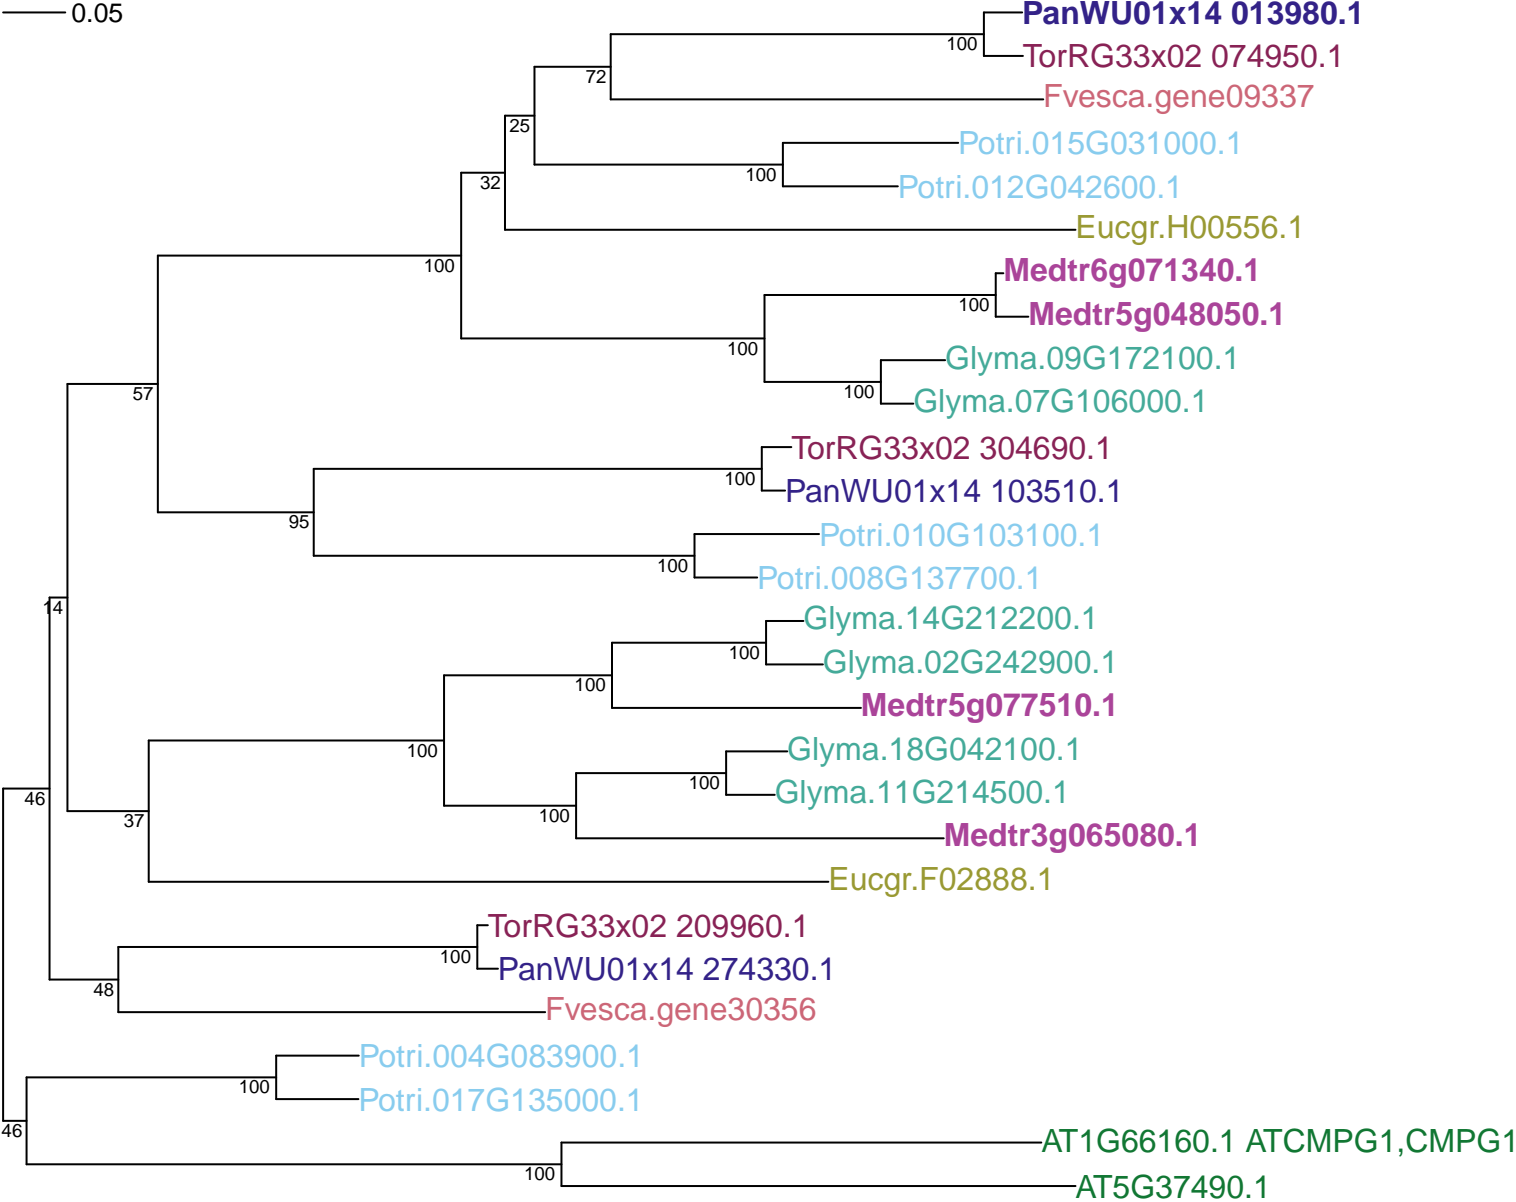 0.05
PanWU01x14 013980.1
100
TorRG33x02 074950.1
72
Fvesca.gene09337
25
Potri.015G031000.1
100
Potri.012G042600.1
32
Eucgr.H00556.1
100
Medtr6g071340.1
100
Medtr5g048050.1
100
Glyma.09G172100.1
100
Glyma.07G106000.1
57
TorRG33x02 304690.1
100
PanWU01x14 103510.1
95
Potri.010G103100.1
100
Potri.008G137700.1
14
Glyma.14G212200.1
100
Glyma.02G242900.1
100
Medtr5g077510.1
100
Glyma.18G042100.1
100
Glyma.11G214500.1
100
Medtr3g065080.1
46
37
Eucgr.F02888.1
TorRG33x02 209960.1
100
PanWU01x14 274330.1
48
Fvesca.gene30356
Potri.004G083900.1
100
Potri.017G135000.1
46
AT1G66160.1 ATCMPG1,CMPG1
100
AT5G37490.1